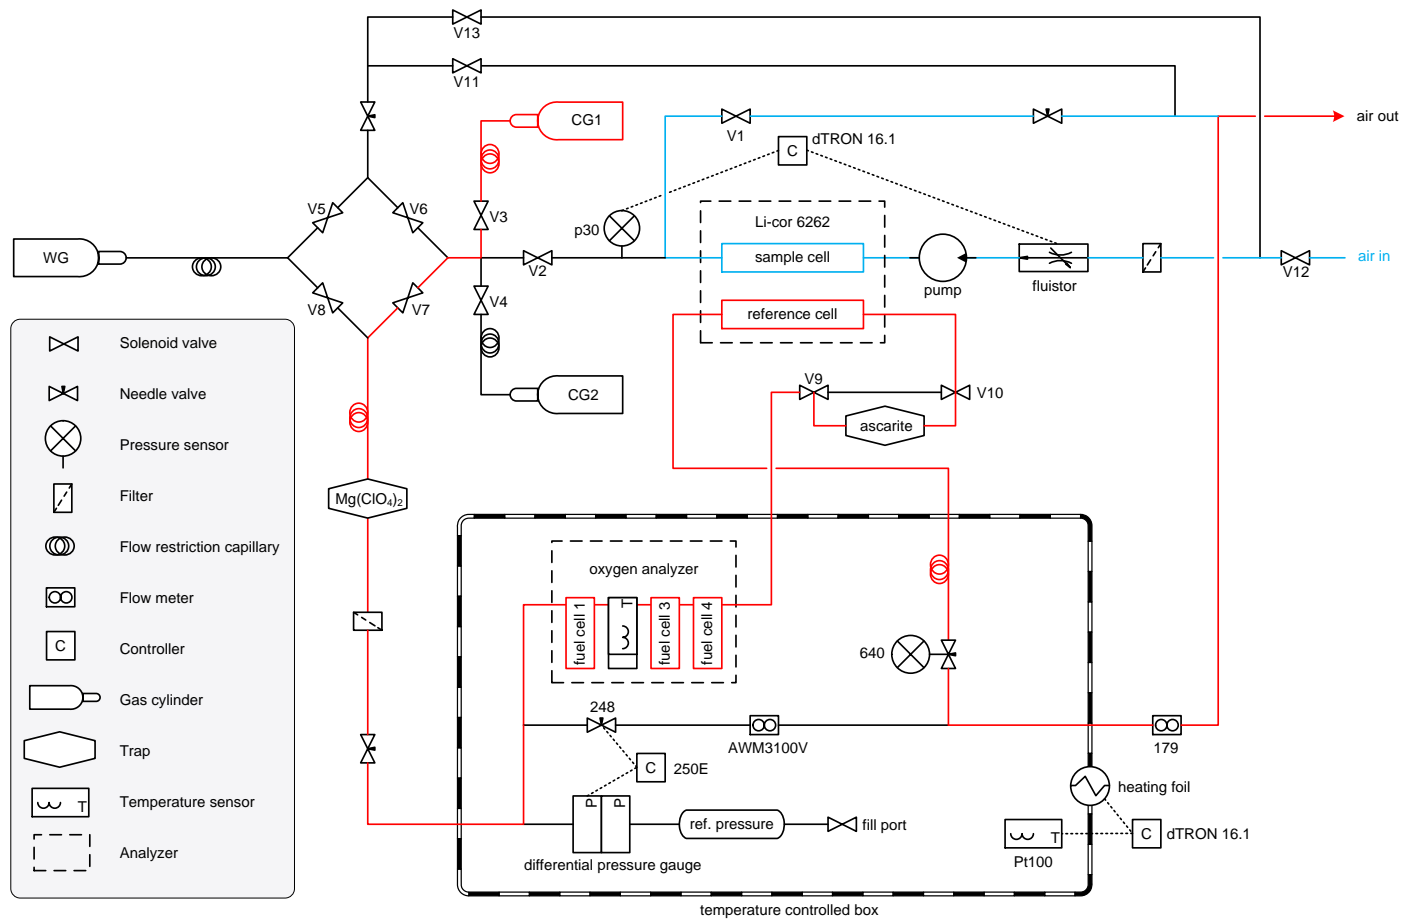 V13
V11
CG1
V1
air out
C
dTRON 16.1
V5
V6
V3
p30
Li-cor 6262
WG
V2
sample cell
pump
fluistor
V12
air in
V8
V7
V4
reference cell
Solenoid valve
Needle valve
CG2
V9
V10
ascarite
Pressure sensor
Mg(ClO4)2
Filter
Flow restriction capillary
oxygen analyzer
Flow meter
fuel cell 1
T
fuel cell 3
fuel cell 4
C
Controller
640
Gas cylinder
248
AWM3100V
179
Trap
C
250E
heating foil
T
Temperature sensor
P
P
ref. pressure
fill port
T
C
dTRON 16.1
Analyzer
differential pressure gauge
Pt100
temperature controlled box